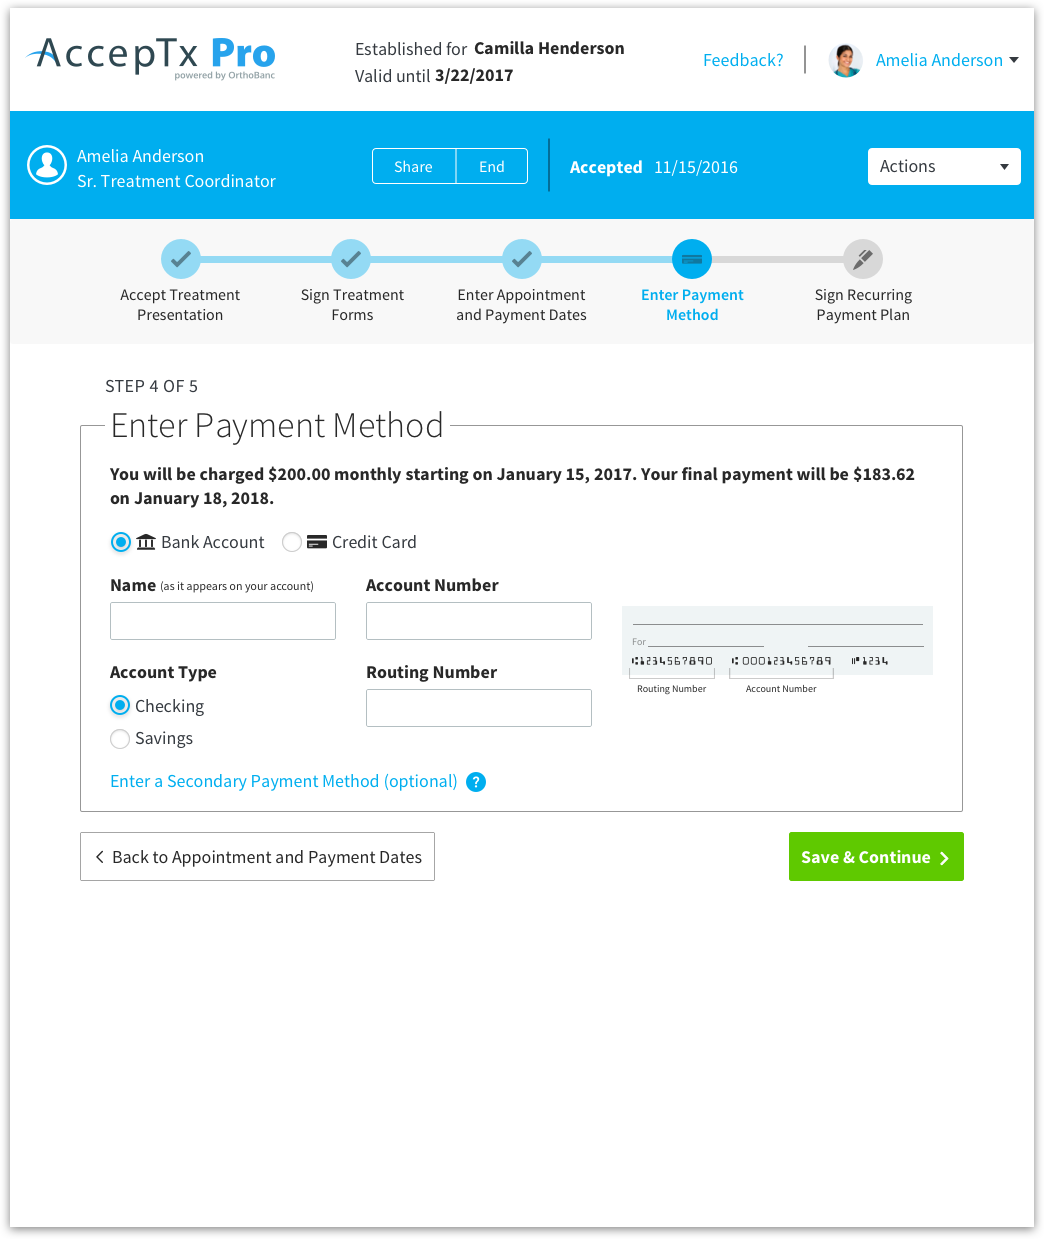 AccepTx Pro
powered by OrthoBanc
Established for Camilla Henderson
Valid until 3/22/2017
Feedback?
Amelia Anderson
Amelia Anderson
Sr. Treatment Coordinator
Share
End
Accepted 11/15/2016
Actions
Accept Treatment
Presentation
Sign Treatment
Forms
Enter Appointment
and Payment Dates
Enter Payment
Method
Sign Recurring
Payment Plan
STEP 4 OF 5
Enter Payment Method
You will be charged $200.00 monthly starting on January 15, 2017. Your final payment will be $183.62
on January 18, 2018.
Bank Account
Credit Card
Name (as it appears on your account)
Account Number
For
⑆1234567890 ⑆000123456789 ⑈1234
Routing Number
Account Number
Account Type
Routing Number
Checking
Savings
Enter a Secondary Payment Method (optional) ?
Back to Appointment and Payment Dates
Save & Continue